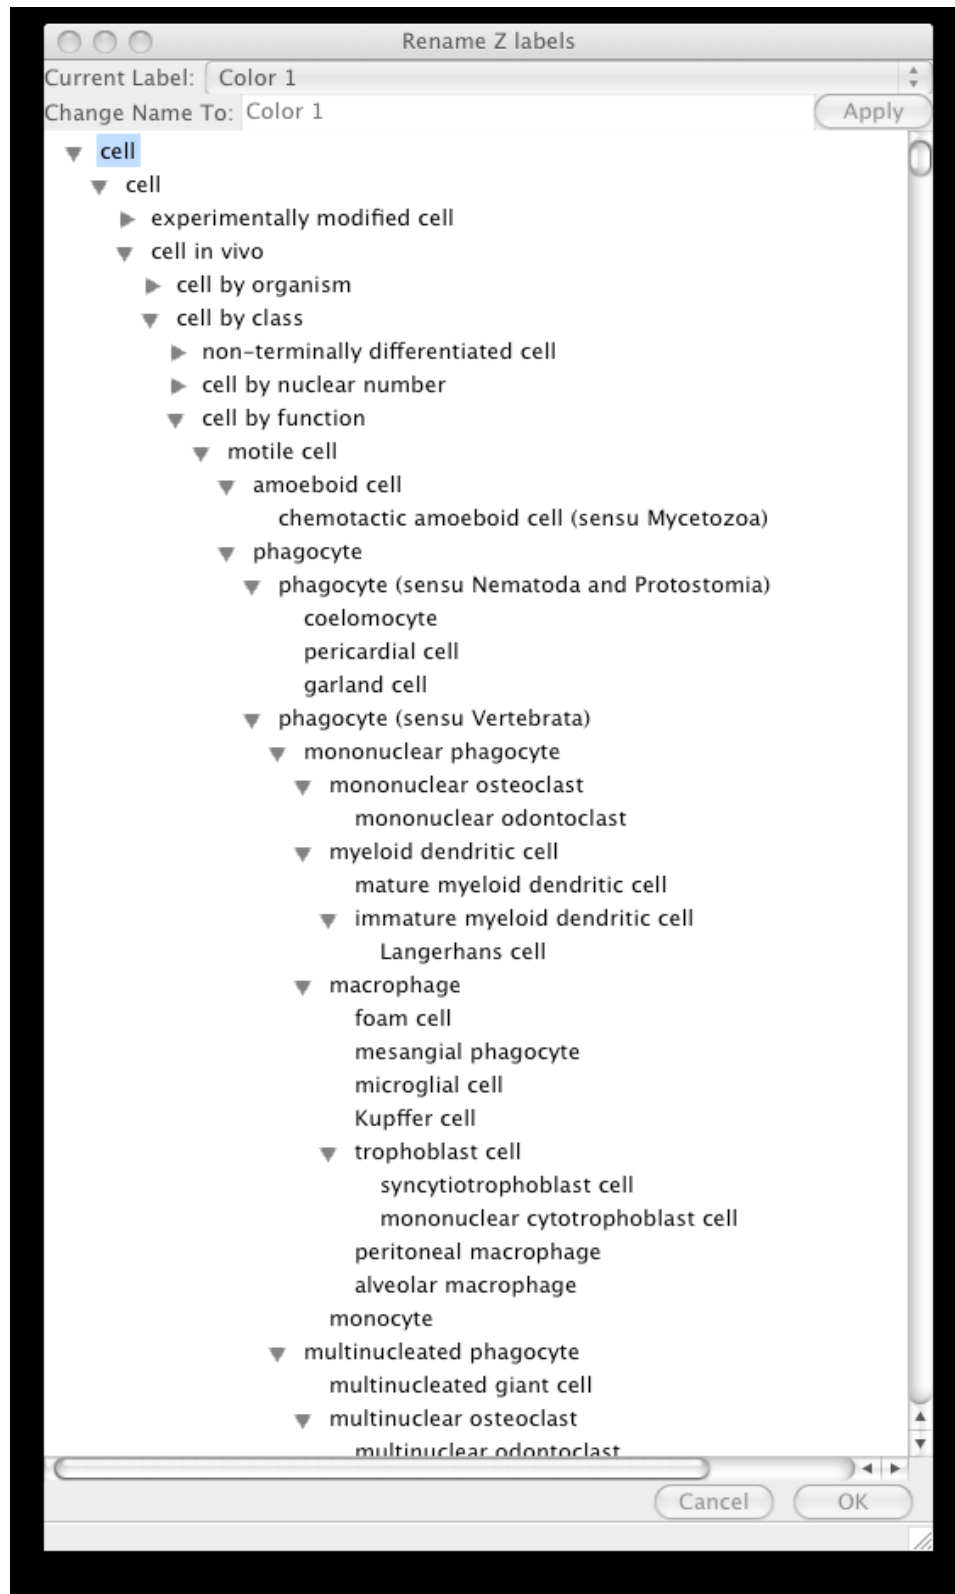 Rename Z labels
Current Label: Color 1
Change Name To: Color 1 Apply
cell
cell
experimentally modified cell
cell in vivo
cell by organism
cell by class
non-terminally differentiated cell
cell by nuclear number
cell by function
motile cell
amoeboid cell
chemotactic amoeboid cell (sensu Mycetozoa)
phagocyte
phagocyte (sensu Nematoda and Protostomia)
coelomocyte
pericardial cell
garland cell
phagocyte (sensu Vertebrata)
mononuclear phagocyte
mononuclear osteoclast
mononuclear odontoclast
myeloid dendritic cell
mature myeloid dendritic cell
immature myeloid dendritic cell
Langerhans cell
macrophage
foam cell
mesangial phagocyte
microglial cell
Kupffer cell
trophoblast cell
syncytiotrophoblast cell
mononuclear cytotrophoblast cell
peritoneal macrophage
alveolar macrophage
monocyte
multinucleated phagocyte
multinucleated giant cell
multinuclear osteoclast
multinuclear odontoclast
Cancel OK